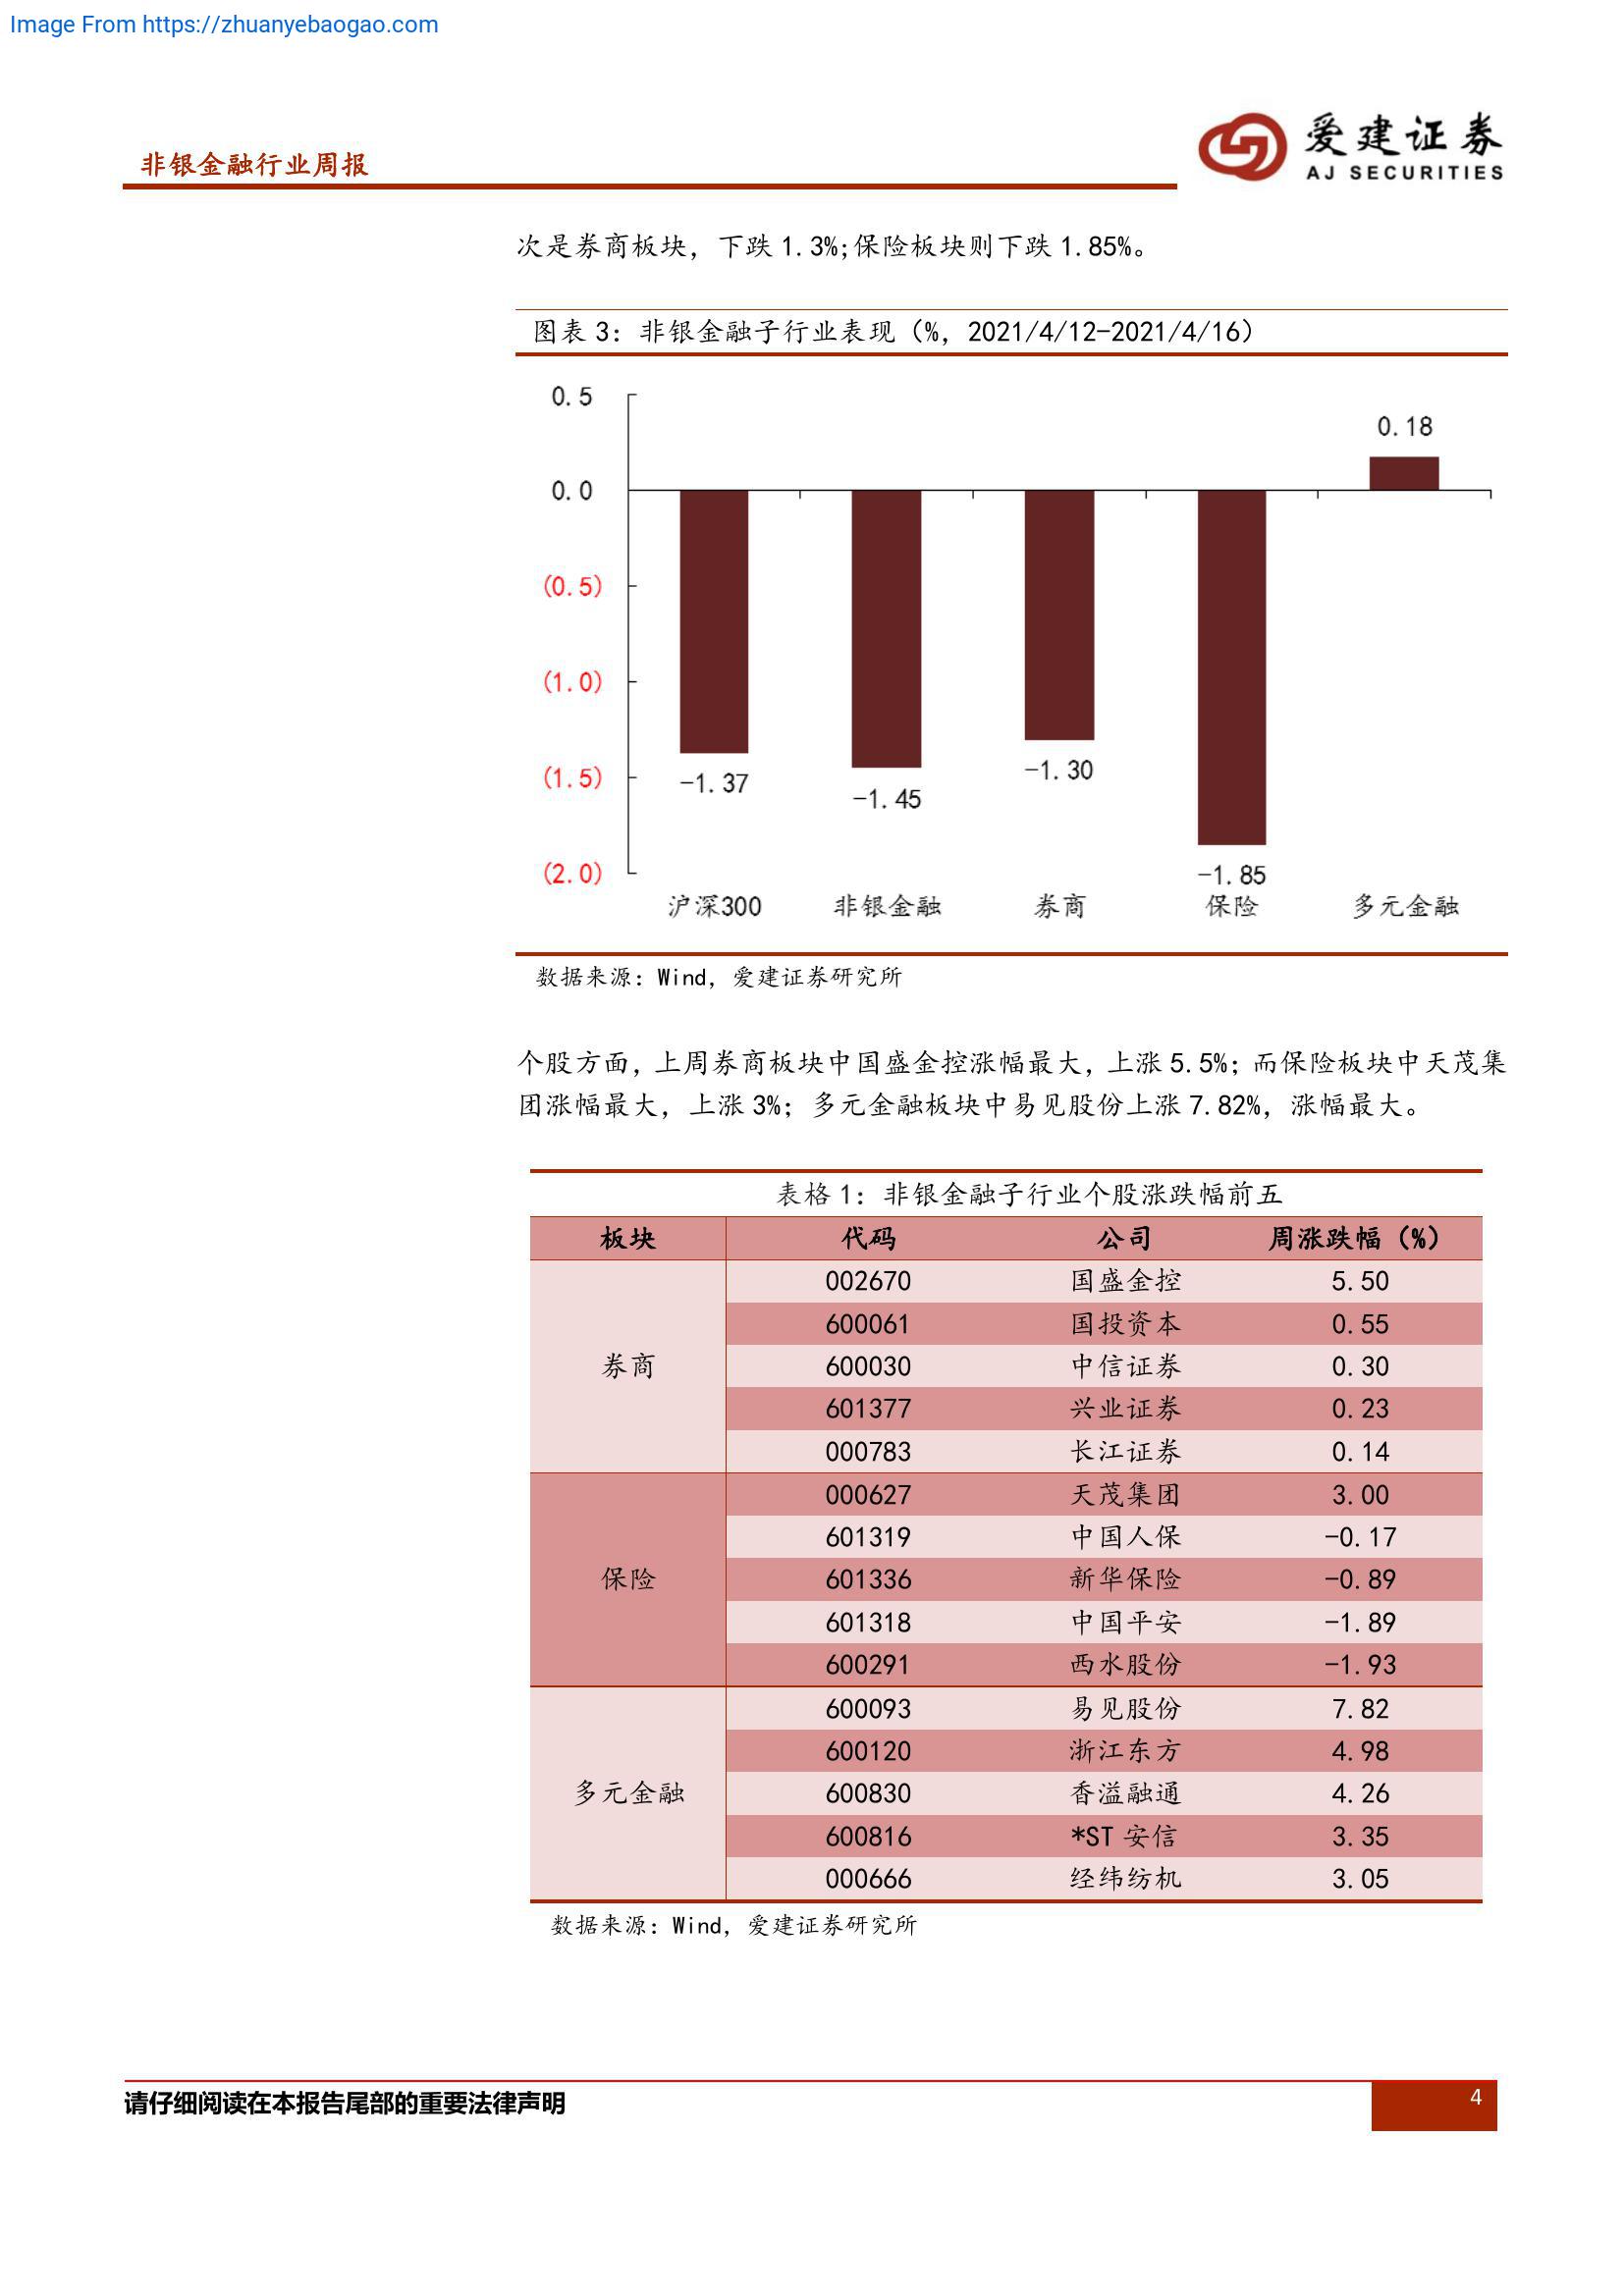 Image From https://zhuanyebaogao.com
爱建证券
AJ SECURITIES
非银金融行业周报
次是券商板块，下跌 1.3%;保险板块则下跌 1.85%。
图表 3：非银金融子行业表现（%，2021/4/12-2021/4/16）
0.5
0.0
(0.5)
(1.0)
(1.5)
(2.0)
0.18
-1.37
-1.45
-1.30
-1.85
沪深300 非银金融 券商 保险 多元金融
数据来源：Wind，爱建证券研究所
个股方面，上周券商板块中国盛金控涨幅最大，上涨 5.5%；而保险板块中天茂集
团涨幅最大，上涨 3%；多元金融板块中易见股份上涨 7.82%，涨幅最大。
表格 1：非银金融子行业个股涨跌幅前五
板块 代码 公司 周涨跌幅（%）
券商
002670 国盛金控 5.50
600061 国投资本 0.55
600030 中信证券 0.30
601377 兴业证券 0.23
000783 长江证券 0.14
保险
000627 天茂集团 3.00
601319 中国人保 -0.17
601336 新华保险 -0.89
601318 中国平安 -1.89
600291 西水股份 -1.93
多元金融
600093 易见股份 7.82
600120 浙江东方 4.98
600830 香溢融通 4.26
600816 *ST 安信 3.35
000666 经纬纺机 3.05
数据来源：Wind，爱建证券研究所
请仔细阅读在本报告尾部的重要法律声明
4